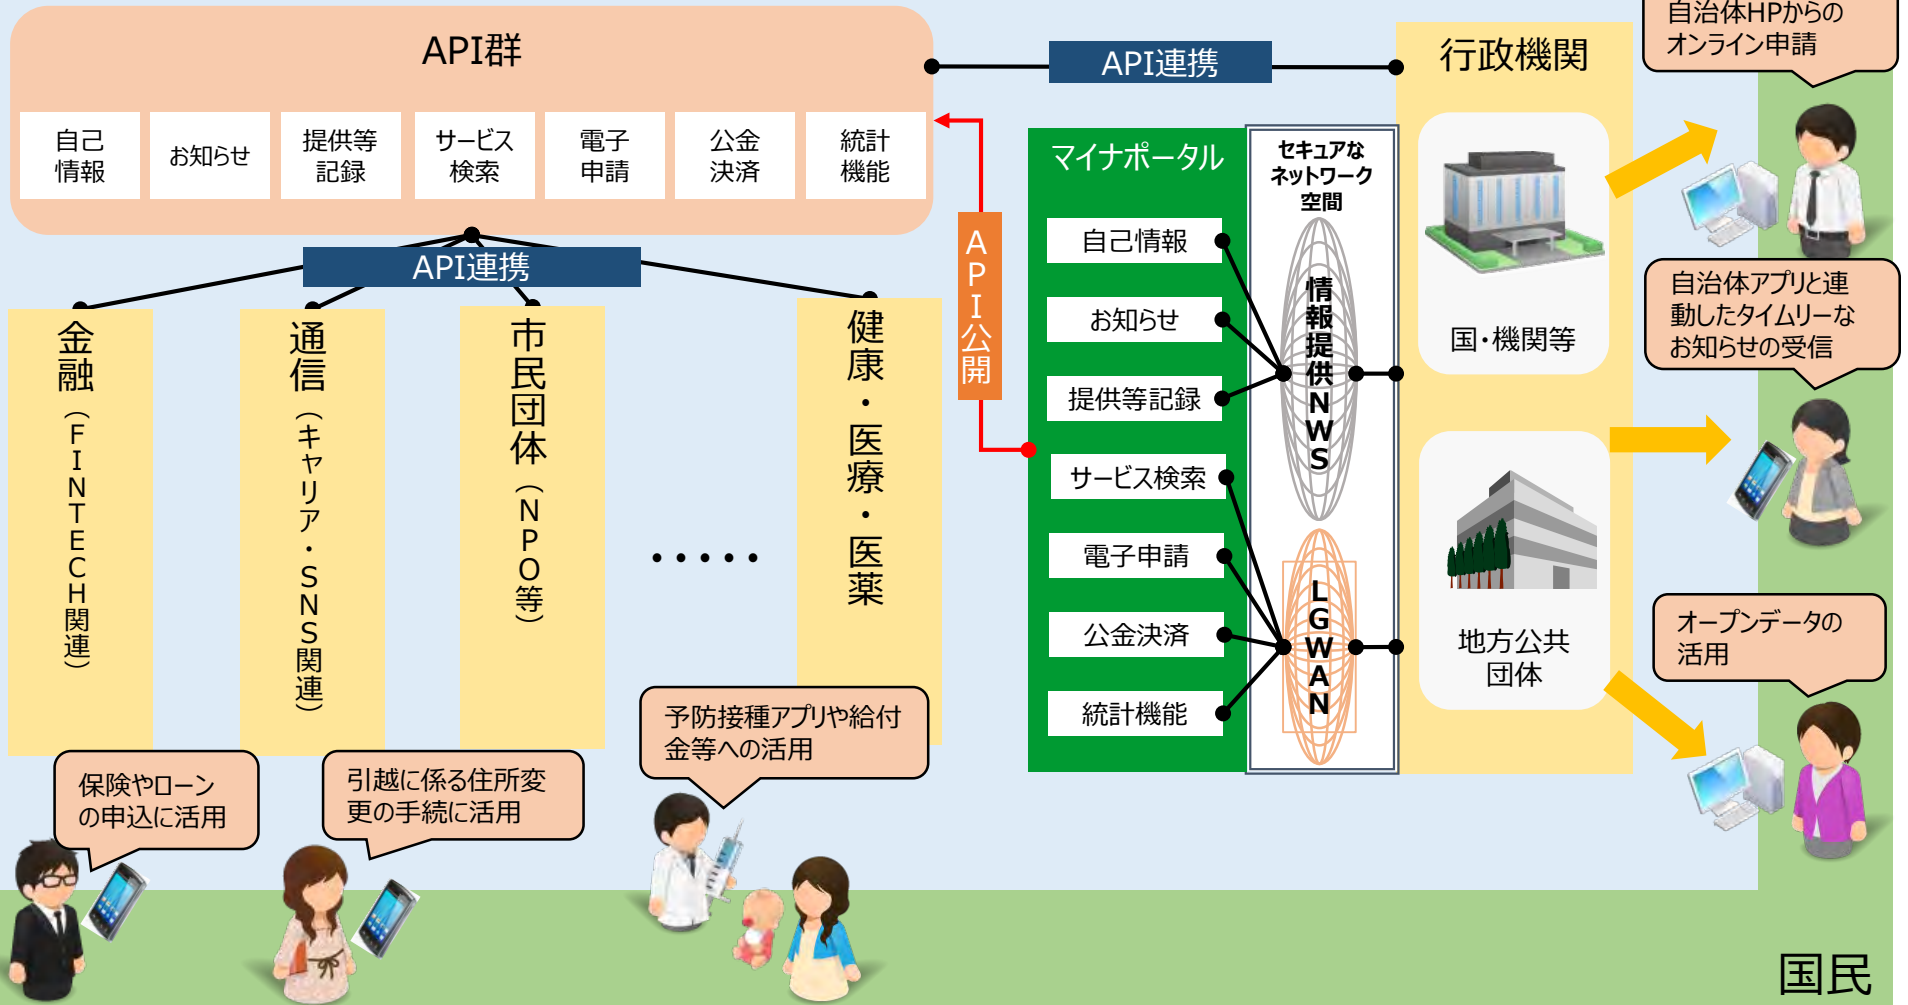 API群
自己
情報
お知らせ
提供等
記録
サービス
検索
電子
申請
公金
決済
統計
機能
API連携
API連携
金融（FINTECH関連）
通信（キャリア・SNS関連）
市民団体（NPO等）
・・・・・
健康・医療・医薬
API公開
マイナポータル
自己情報
お知らせ
提供等記録
サービス検索
電子申請
公金決済
統計機能
セキュアな
ネットワーク
空間
情報提供NWS
LGWAN
行政機関
国・機関等
地方公共
団体
自治体HPからの
オンライン申請
自治体アプリと連
動したタイムリーな
お知らせの受信
オープンデータの
活用
保険やローン
の申込に活用
引越に係る住所変
更の手続に活用
予防接種アプリや給付
金等への活用
国民